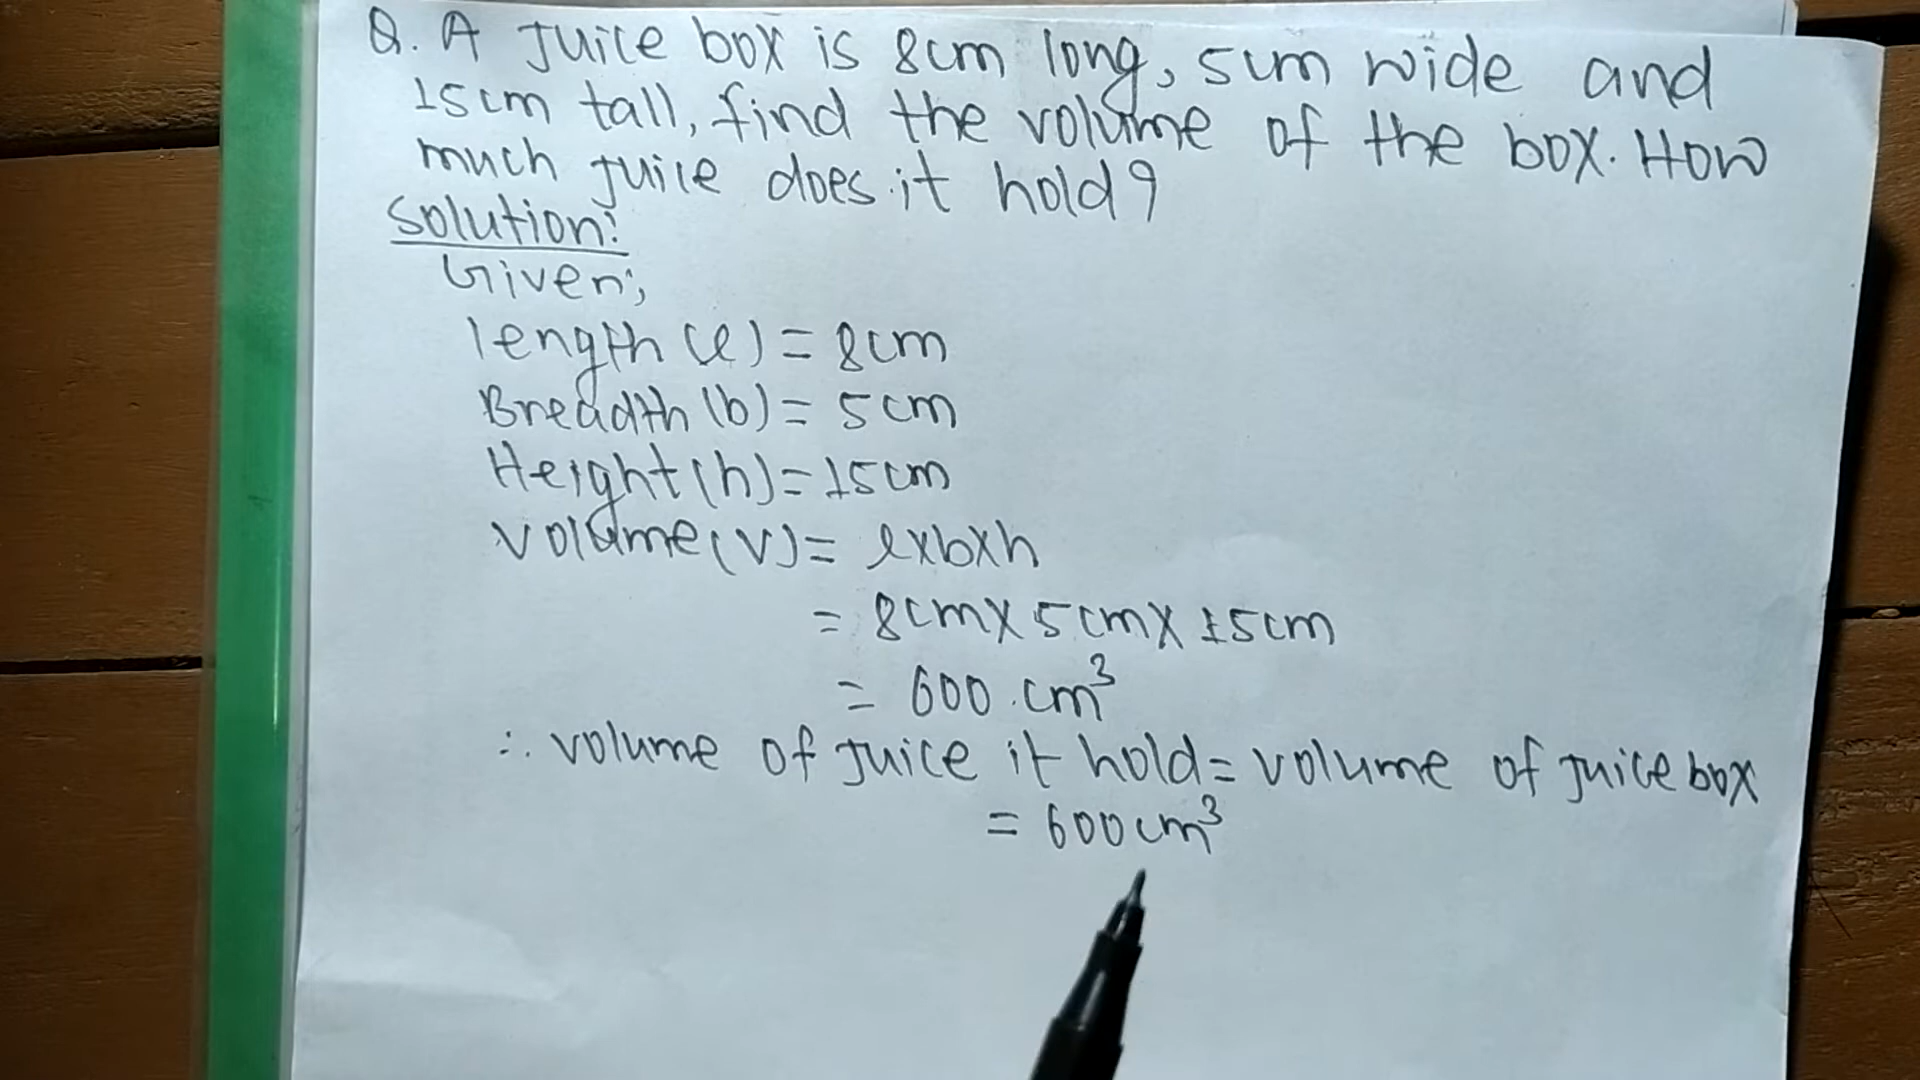 Q. A Juice box is 8cm long, 5cm wide and
15cm tall, find the volume of the box. How
much juice does it hold?
Solution:
Given;
length (l) = 8cm
Breadth (b) = 5cm
Height (h) = 15cm
Volume (V) = l×b×h
= 8cm × 5cm × 15cm
= 600 cm³
∴ volume of juice it hold = volume of juice box
= 600cm³